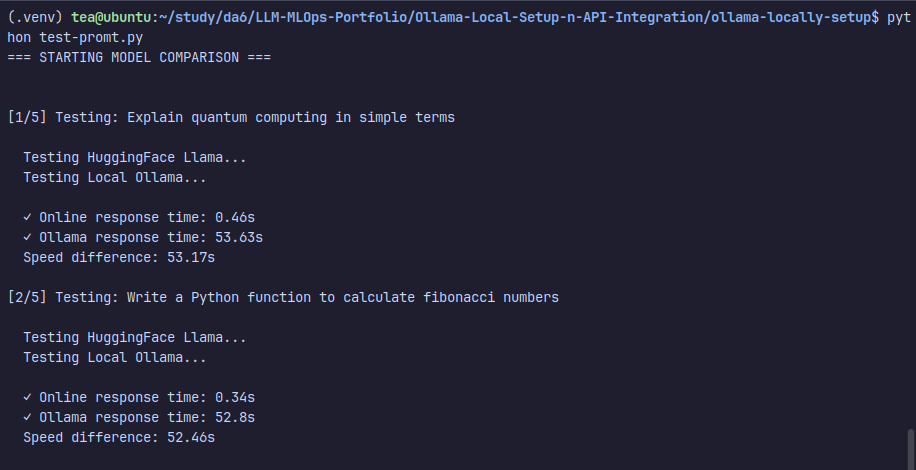 (.venv) tea@ubuntu:~/study/da6/LLM-MLOps-Portfolio/Ollama-Local-Setup-n-API-Integration/ollama-locally-setup$ pyt
hon test-promt.py
=== STARTING MODEL COMPARISON ===
[1/5] Testing: Explain quantum computing in simple terms
Testing HuggingFace Llama...
Testing Local Ollama...
✓ Online response time: 0.46s
✓ Ollama response time: 53.63s
Speed difference: 53.17s
[2/5] Testing: Write a Python function to calculate fibonacci numbers
Testing HuggingFace Llama...
Testing Local Ollama...
✓ Online response time: 0.34s
✓ Ollama response time: 52.8s
Speed difference: 52.46s